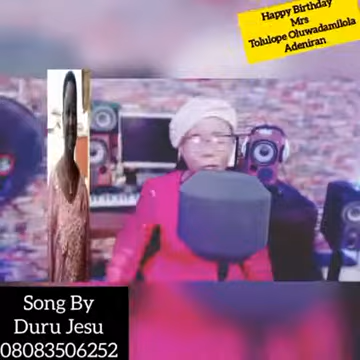 Happy Birthday
Mrs
Tolulope Oluwadamilola
Adeniran
Song By
Duru Jesu
08083506252